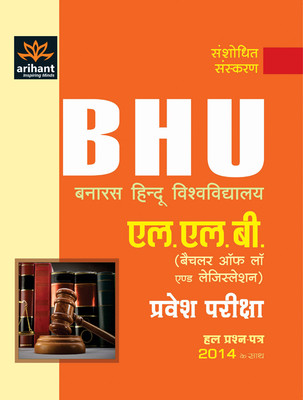 arihant
Inspiring Minds
संशोधित
संस्करण
BHU
बनारस हिन्दू विश्वविद्यालय
एल.एल.बी.
(बैचलर ऑफ लॉ
एण्ड लेजिस्लेशन)
प्रवेश परीक्षा
हल प्रश्न-पत्र
2014 के साथ